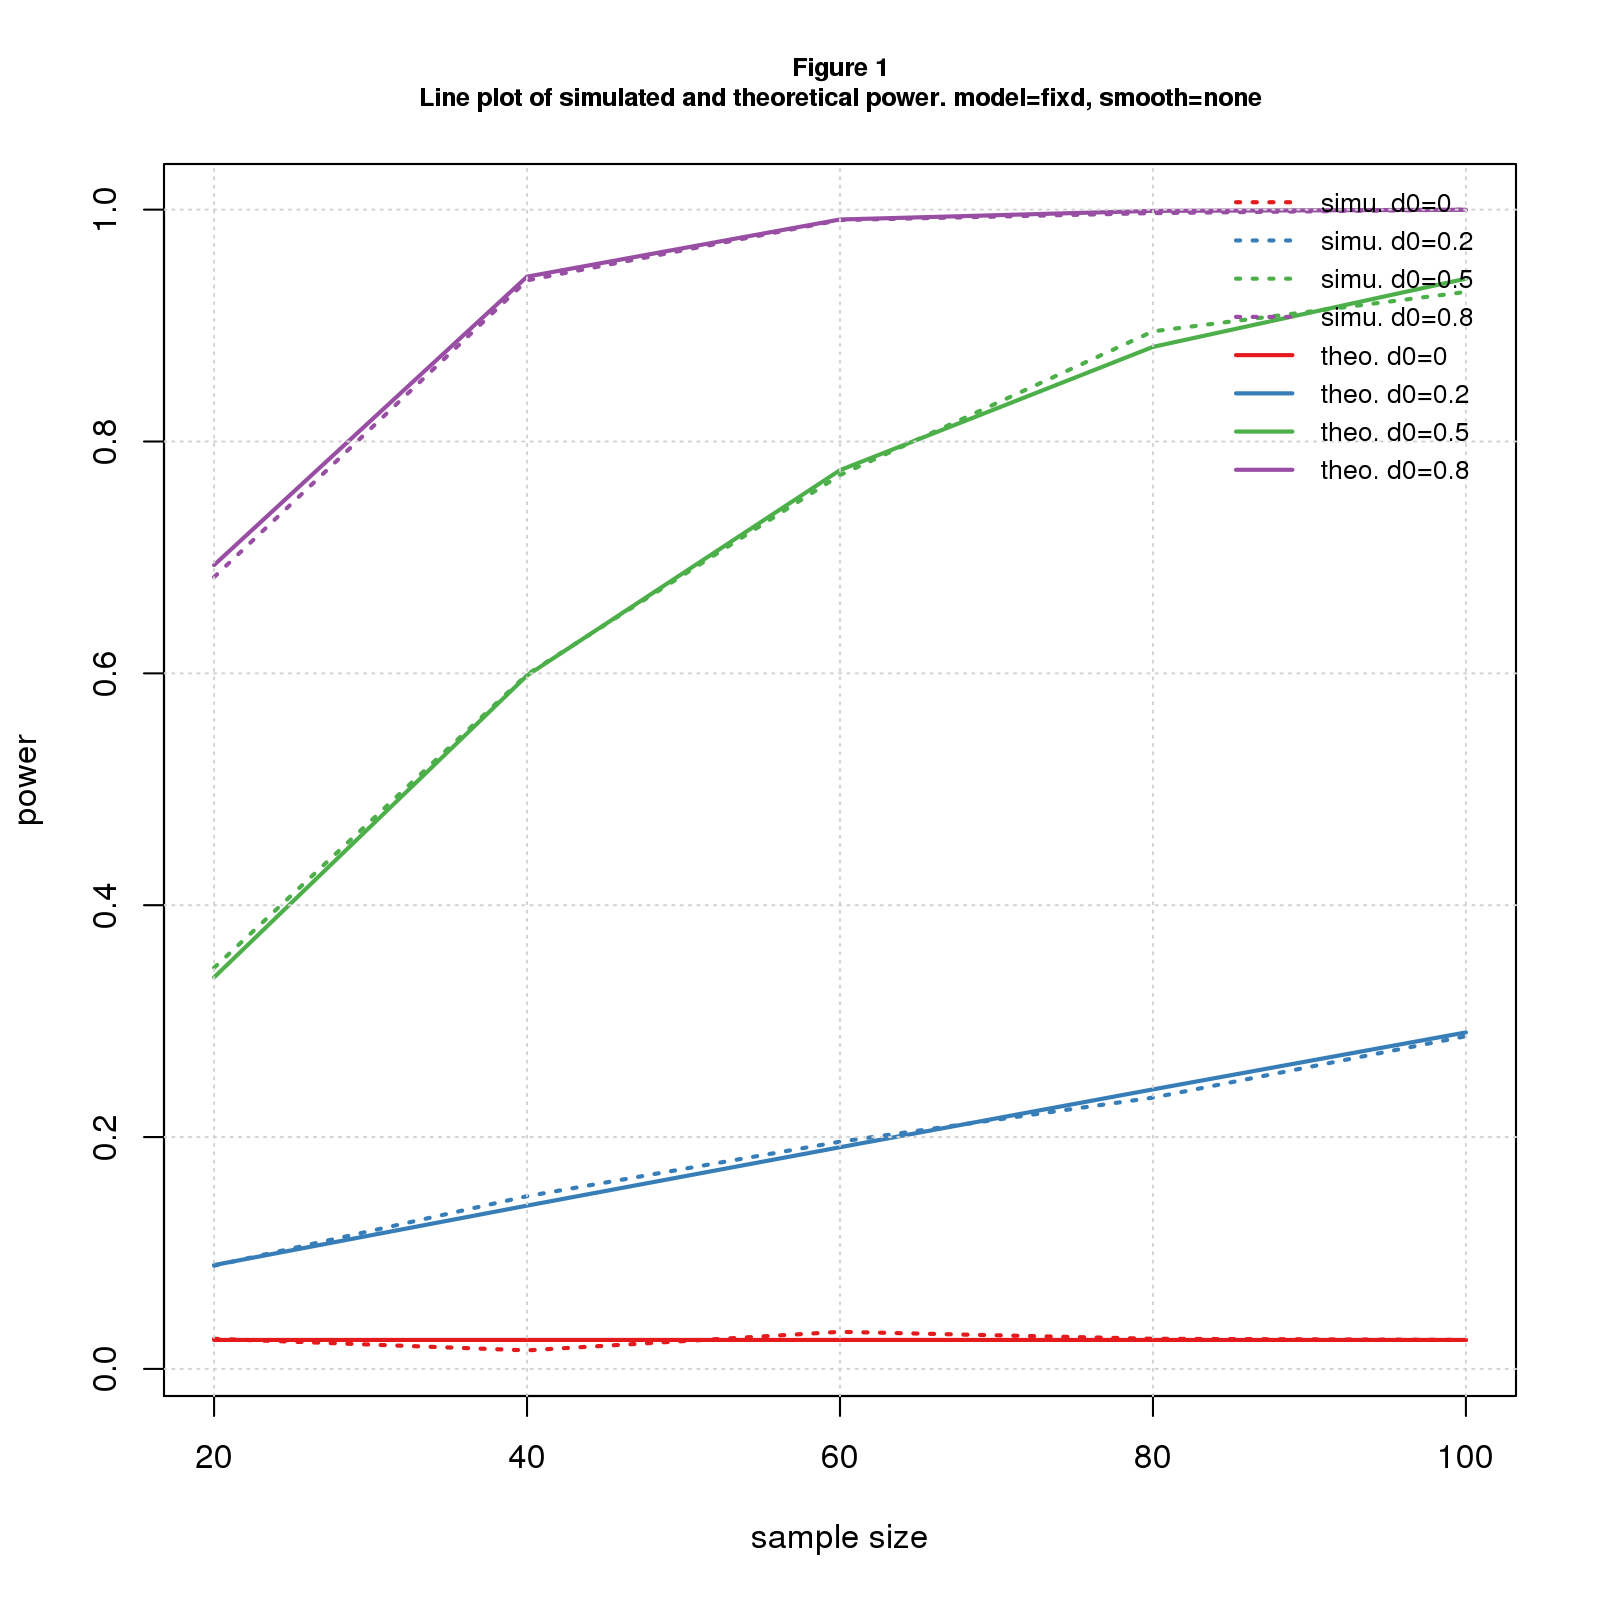 Figure 1
Line plot of simulated and theoretical power. model=fixd, smooth=none
power
1.0
0.8
0.6
0.4
0.2
0.0
simu. d0=0
simu. d0=0.2
simu. d0=0.5
simu. d0=0.8
theo. d0=0
theo. d0=0.2
theo. d0=0.5
theo. d0=0.8
20 40 60 80 100
sample size